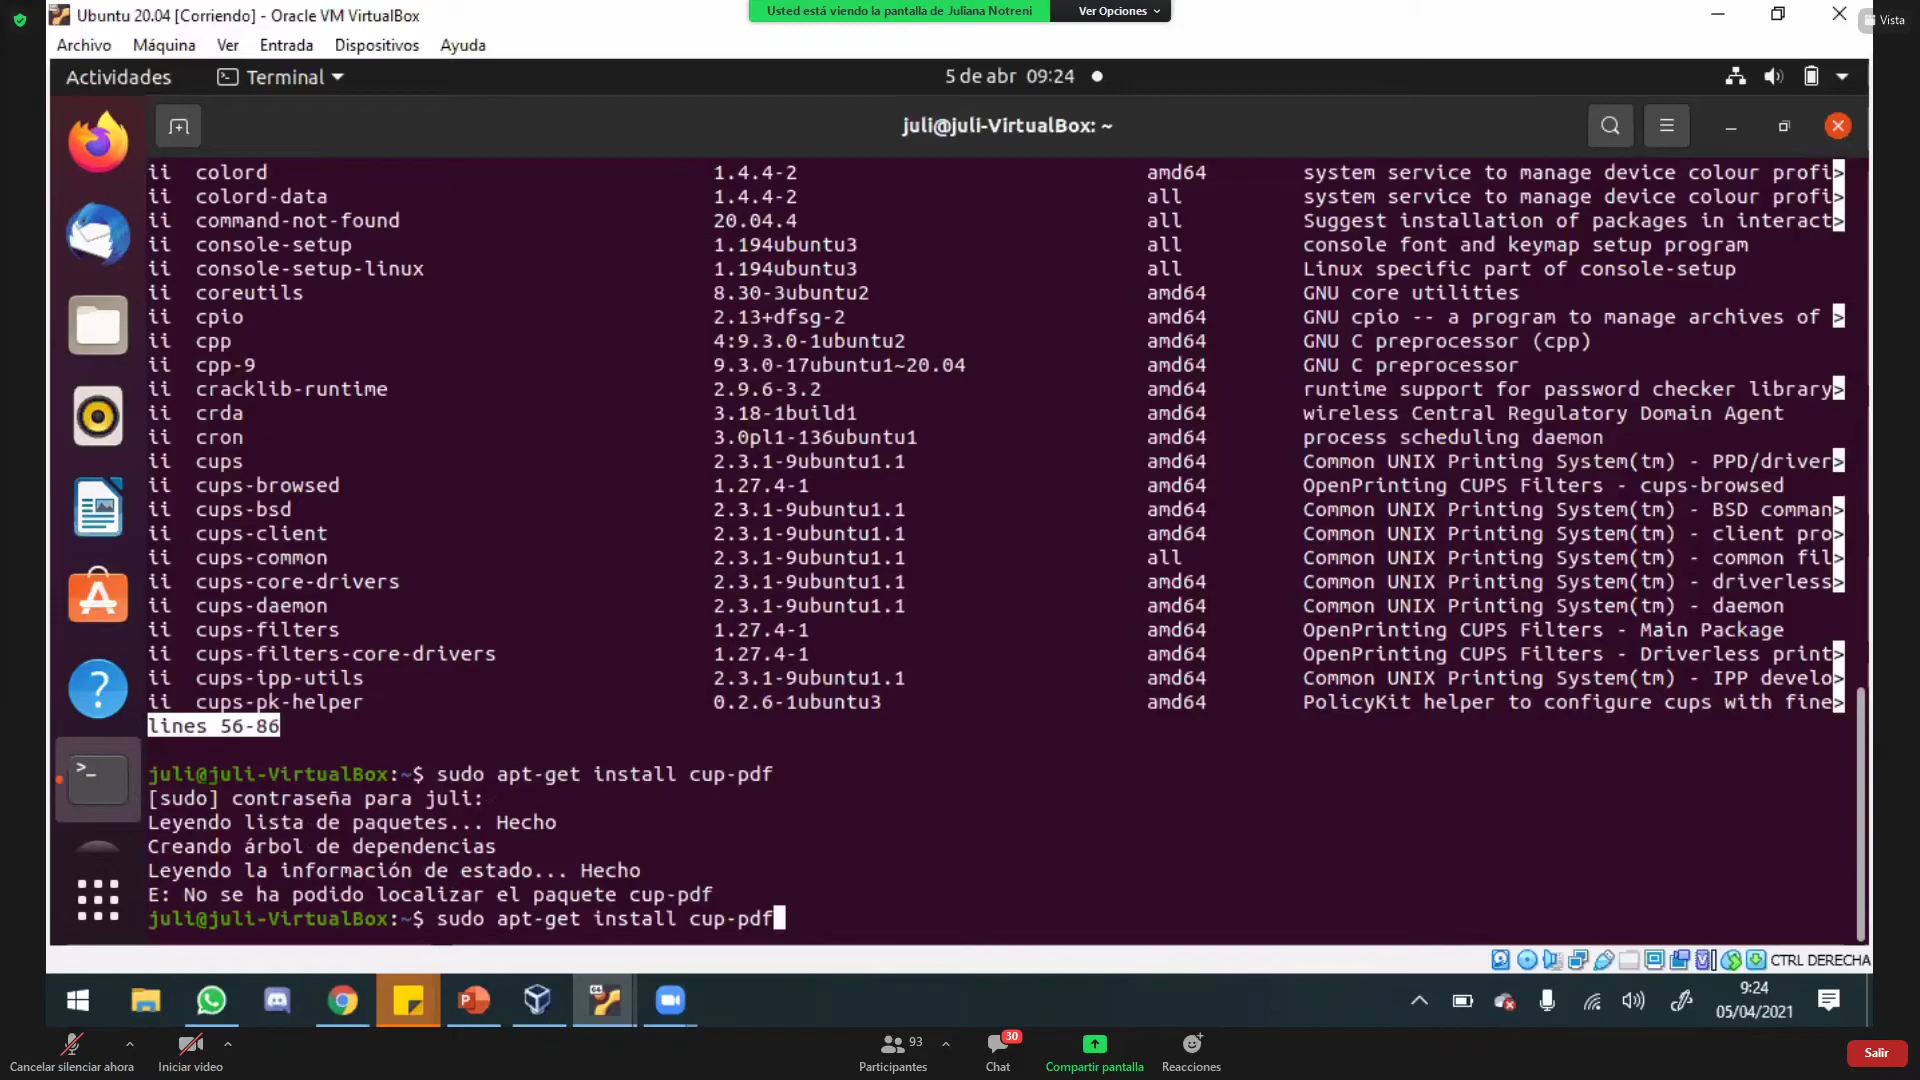 Ubuntu 20.04 [Corriendo] - Oracle VM VirtualBox
Usted está viendo la pantalla de Juliana Notreni
Ver Opciones
Vista
Archivo Máquina Ver Entrada Dispositivos Ayuda
Actividades Terminal 5 de abr 09:24
juli@juli-VirtualBox: ~
ii colord 1.4.4-2 amd64 system service to manage device colour profi>
ii colord-data 1.4.4-2 all system service to manage device colour profi>
ii command-not-found 20.04.4 all Suggest installation of packages in interact>
ii console-setup 1.194ubuntu3 all console font and keymap setup program
ii console-setup-linux 1.194ubuntu3 all Linux specific part of console-setup
ii coreutils 8.30-3ubuntu2 amd64 GNU core utilities
ii cpio 2.13+dfsg-2 amd64 GNU cpio -- a program to manage archives of >
ii cpp 4:9.3.0-1ubuntu2 amd64 GNU C preprocessor (cpp)
ii cpp-9 9.3.0-17ubuntu1~20.04 amd64 GNU C preprocessor
ii cracklib-runtime 2.9.6-3.2 amd64 runtime support for password checker library>
ii crda 3.18-1build1 amd64 wireless Central Regulatory Domain Agent
ii cron 3.0pl1-136ubuntu1 amd64 process scheduling daemon
ii cups 2.3.1-9ubuntu1.1 amd64 Common UNIX Printing System(tm) - PPD/driver>
ii cups-browsed 1.27.4-1 amd64 OpenPrinting CUPS Filters - cups-browsed
ii cups-bsd 2.3.1-9ubuntu1.1 amd64 Common UNIX Printing System(tm) - BSD comman>
ii cups-client 2.3.1-9ubuntu1.1 amd64 Common UNIX Printing System(tm) - client pro>
ii cups-common 2.3.1-9ubuntu1.1 all Common UNIX Printing System(tm) - common fil>
ii cups-core-drivers 2.3.1-9ubuntu1.1 amd64 Common UNIX Printing System(tm) - driverless>
ii cups-daemon 2.3.1-9ubuntu1.1 amd64 Common UNIX Printing System(tm) - daemon
ii cups-filters 1.27.4-1 amd64 OpenPrinting CUPS Filters - Main Package
ii cups-filters-core-drivers 1.27.4-1 amd64 OpenPrinting CUPS Filters - Driverless print>
ii cups-ipp-utils 2.3.1-9ubuntu1.1 amd64 Common UNIX Printing System(tm) - IPP develo>
ii cups-pk-helper 0.2.6-1ubuntu3 amd64 PolicyKit helper to configure cups with fine>
lines 56-86
juli@juli-VirtualBox:~$ sudo apt-get install cup-pdf
[sudo] contraseña para juli:
Leyendo lista de paquetes... Hecho
Creando árbol de dependencias
Leyendo la información de estado... Hecho
E: No se ha podido localizar el paquete cup-pdf
juli@juli-VirtualBox:~$ sudo apt-get install cup-pdf
CTRL DERECHA
9:24
05/04/2021
93
30
Cancelar silenciar ahora Iniciar video Participantes Chat Compartir pantalla Reacciones
Salir